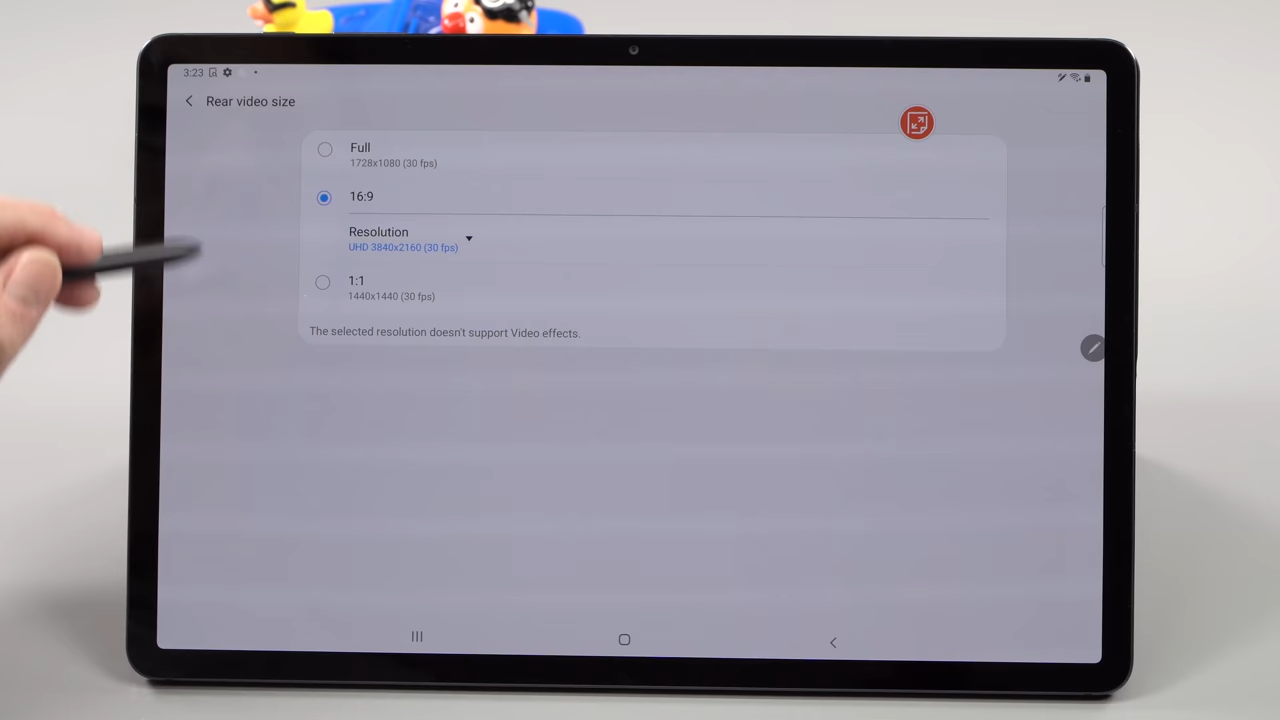 3:23
Rear video size
Full
1728x1080 (30 fps)
16:9
Resolution
UHD 3840x2160 (30 fps)
1:1
1440x1440 (30 fps)
The selected resolution doesn't support Video effects.